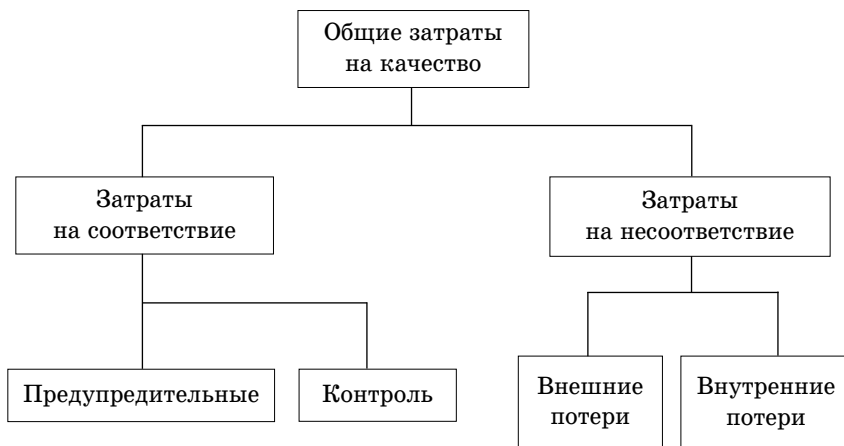 Общие затраты
на качество
Затраты
на соответствие
Затраты
на несоответствие
Предупредительные
Контроль
Внешние
потери
Внутренние
потери